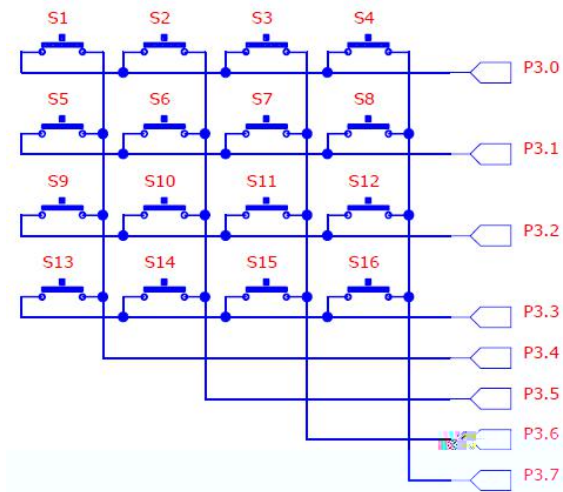 S1 S2 S3 S4
P3.0
S5 S6 S7 S8
P3.1
S9 S10 S11 S12
P3.2
S13 S14 S15 S16
P3.3
P3.4
P3.5
P3.6
P3.7